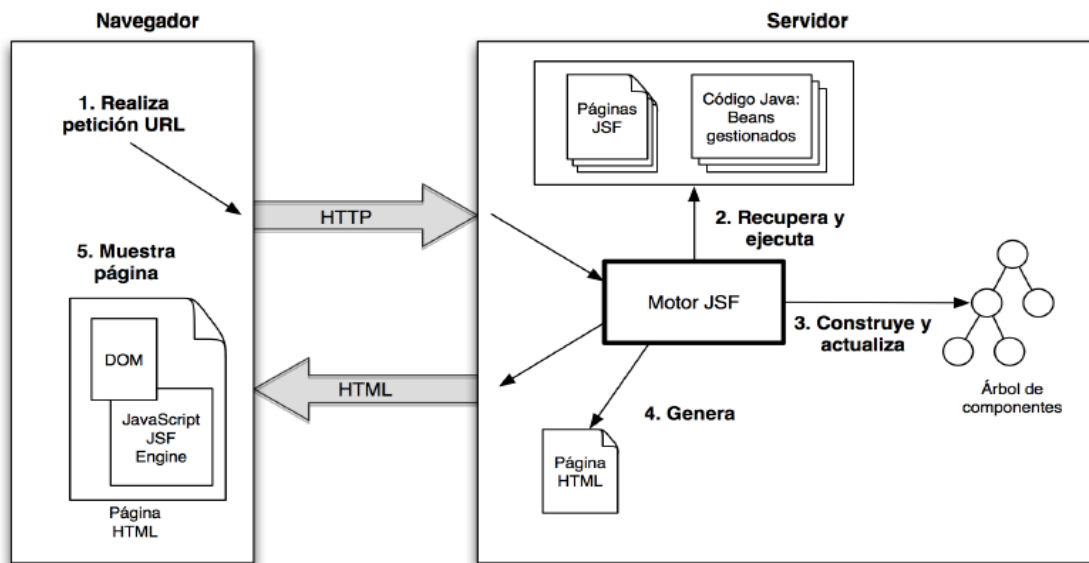 Navegador
Servidor
1. Realiza
petición URL
HTTP
5. Muestra
página
DOM
JavaScript
JSF
Engine
Página
HTML
HTML
Páginas
JSF
Código Java:
Beans
gestionados
2. Recupera y
ejecuta
Motor JSF
3. Construye y
actualiza
Árbol de
componentes
4. Genera
Página
HTML